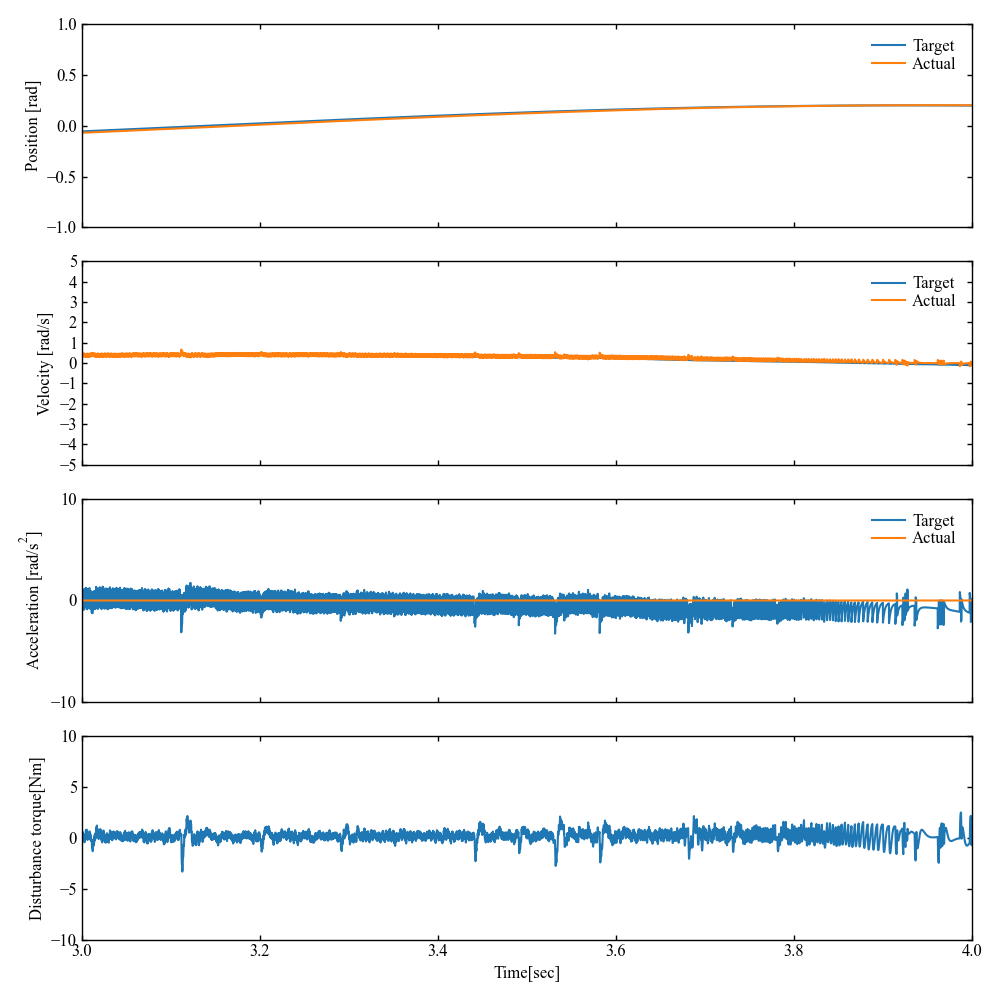 1.0
0.5
0.0
−0.5
−1.0
Position [rad]
Target
Actual
5
4
3
2
1
0
−1
−2
−3
−4
−5
Velocity [rad/s]
Target
Actual
10
0
−10
Acceleration [rad/s²]
Target
Actual
10
5
0
−5
−10
Disturbance torque[Nm]
3.0 3.2 3.4 3.6 3.8 4.0
Time[sec]